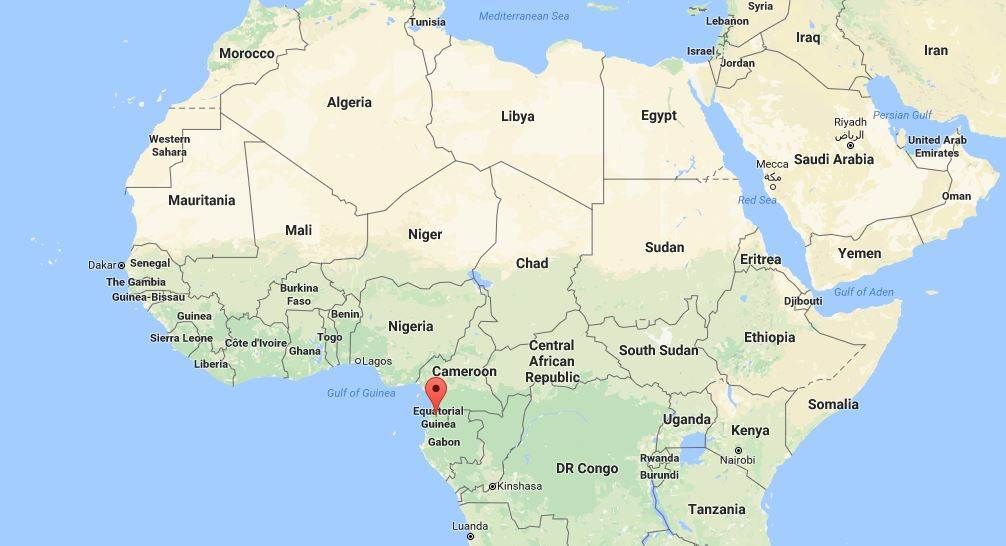 Mediterranean Sea
Syria
Tunisia
Lebanon
Morocco
Iraq
Israel
Iran
Jordan
Algeria
Libya
Egypt
Persian Gulf
Riyadh
الرياض
Western
Sahara
United Arab
Emirates
Saudi Arabia
Mecca
مكة
Mauritania
Red Sea
Oman
Mali
Niger
Sudan
Yemen
Dakar
Senegal
Chad
Eritrea
The Gambia
Guinea-Bissau
Burkina
Faso
Gulf of Aden
Djibouti
Guinea
Benin
Nigeria
Sierra Leone
Côte d'Ivoire
Togo
Ghana
Ethiopia
Liberia
Lagos
Central
African
Republic
South Sudan
Cameroon
Gulf of Guinea
Equatorial
Guinea
Somalia
Uganda
Kenya
Gabon
Rwanda
Nairobi
DR Congo
Burundi
Kinshasa
Tanzania
Luanda